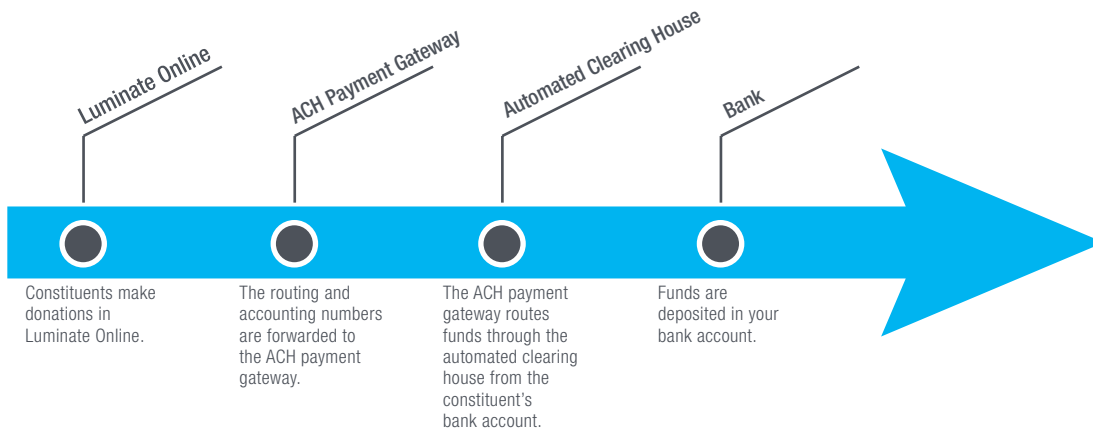 Luminate Online
ACH Payment Gateway
Automated Clearing House
Bank
Constituents make
donations in
Luminate Online.
The routing and
accounting numbers
are forwarded to
the ACH payment
gateway.
The ACH payment
gateway routes
funds through the
automated clearing
house from the
constituent’s
bank account.
Funds are
deposited in your
bank account.